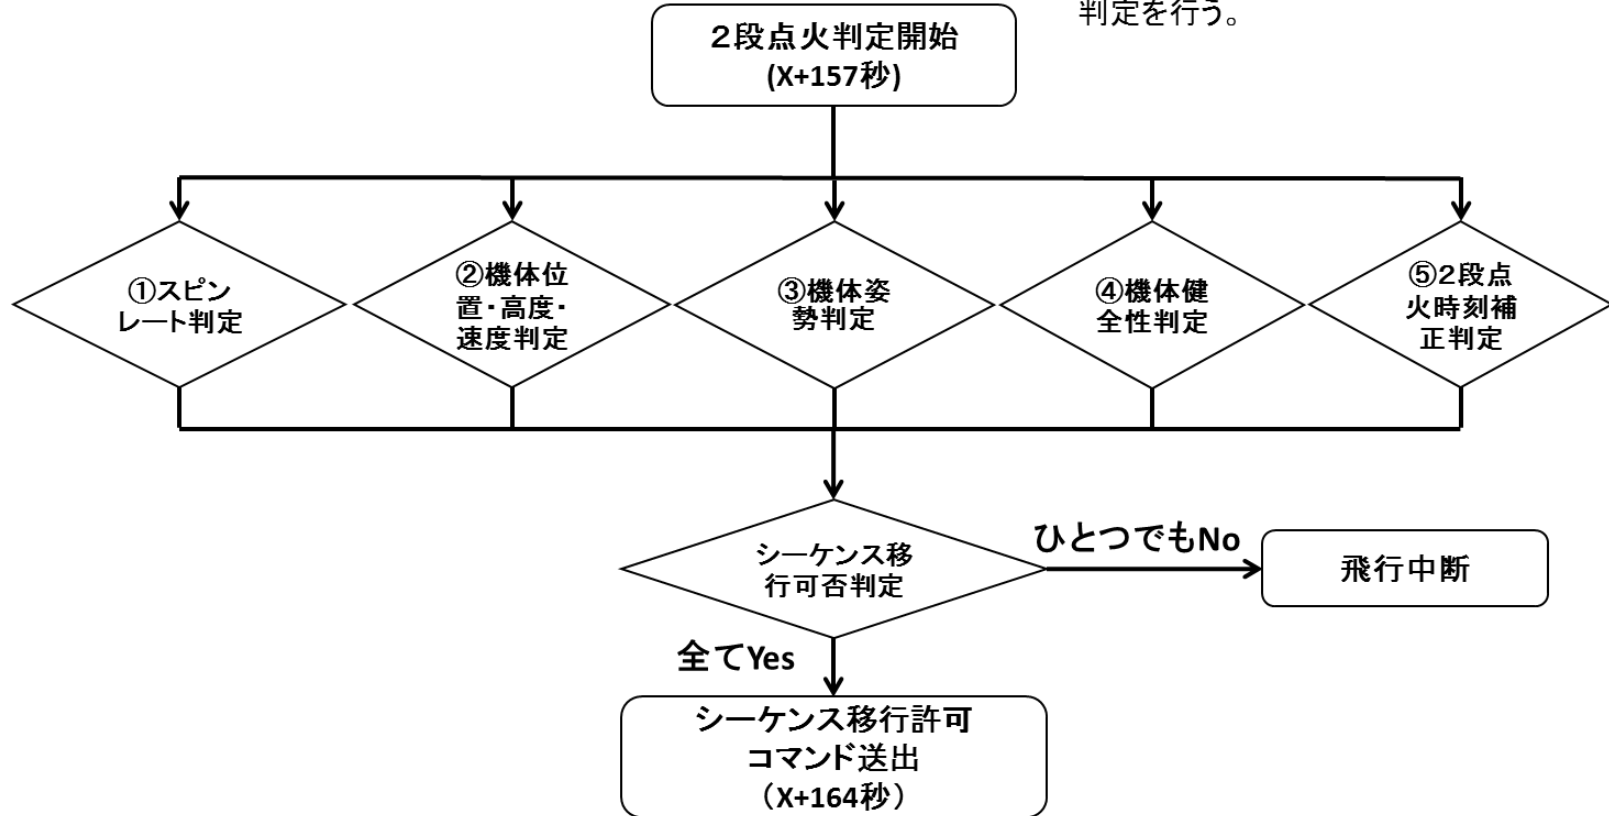 判定を行う。
２段点火判定開始
(X+157秒)
①スピン
レート判定
②機体位
置・高度・
速度判定
③機体姿
勢判定
④機体健
全性判定
⑤２段点
火時刻補
正判定
シーケンス移
行可否判定
ひとつでもNo
飛行中断
全てYes
シーケンス移行許可
コマンド送出
（X+164秒）